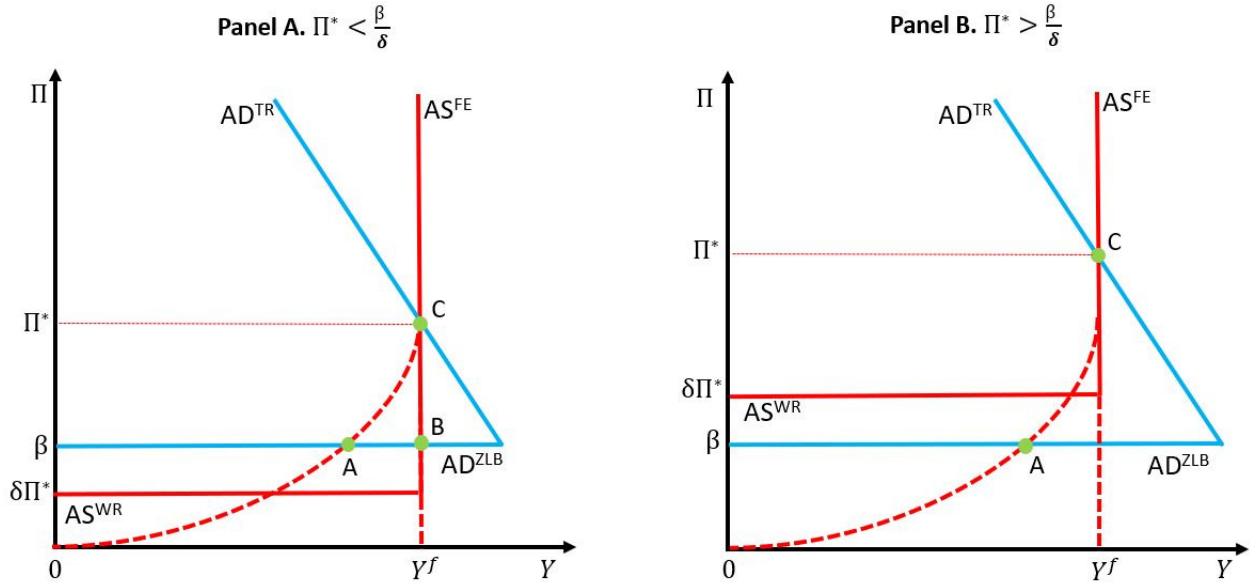 Panel A. Π* < β/δ
Π
AD^TR
AS^FE
C
Π*
B
β
A
AD^ZLB
δΠ*
AS^WR
0
Y^f
Y
Panel B. Π* > β/δ
Π
AD^TR
AS^FE
C
Π*
δΠ*
AS^WR
β
A
AD^ZLB
0
Y^f
Y